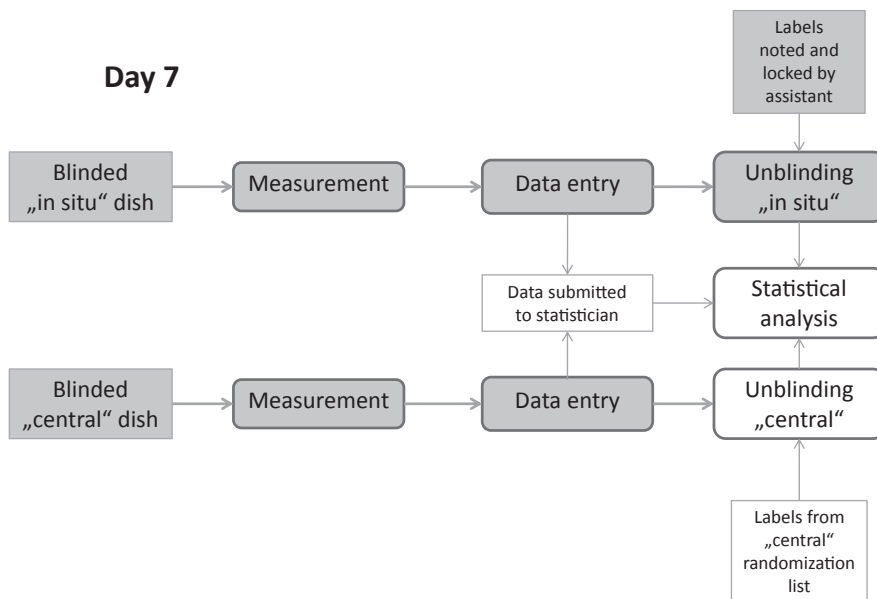 Day 7
Labels
noted and
locked by
assistant
Blinded
„in situ“ dish
Measurement
Data entry
Unblinding
„in situ“
Data submitted
to statistician
Statistical
analysis
Blinded
„central“ dish
Measurement
Data entry
Unblinding
„central“
Labels from
„central“
randomization
list